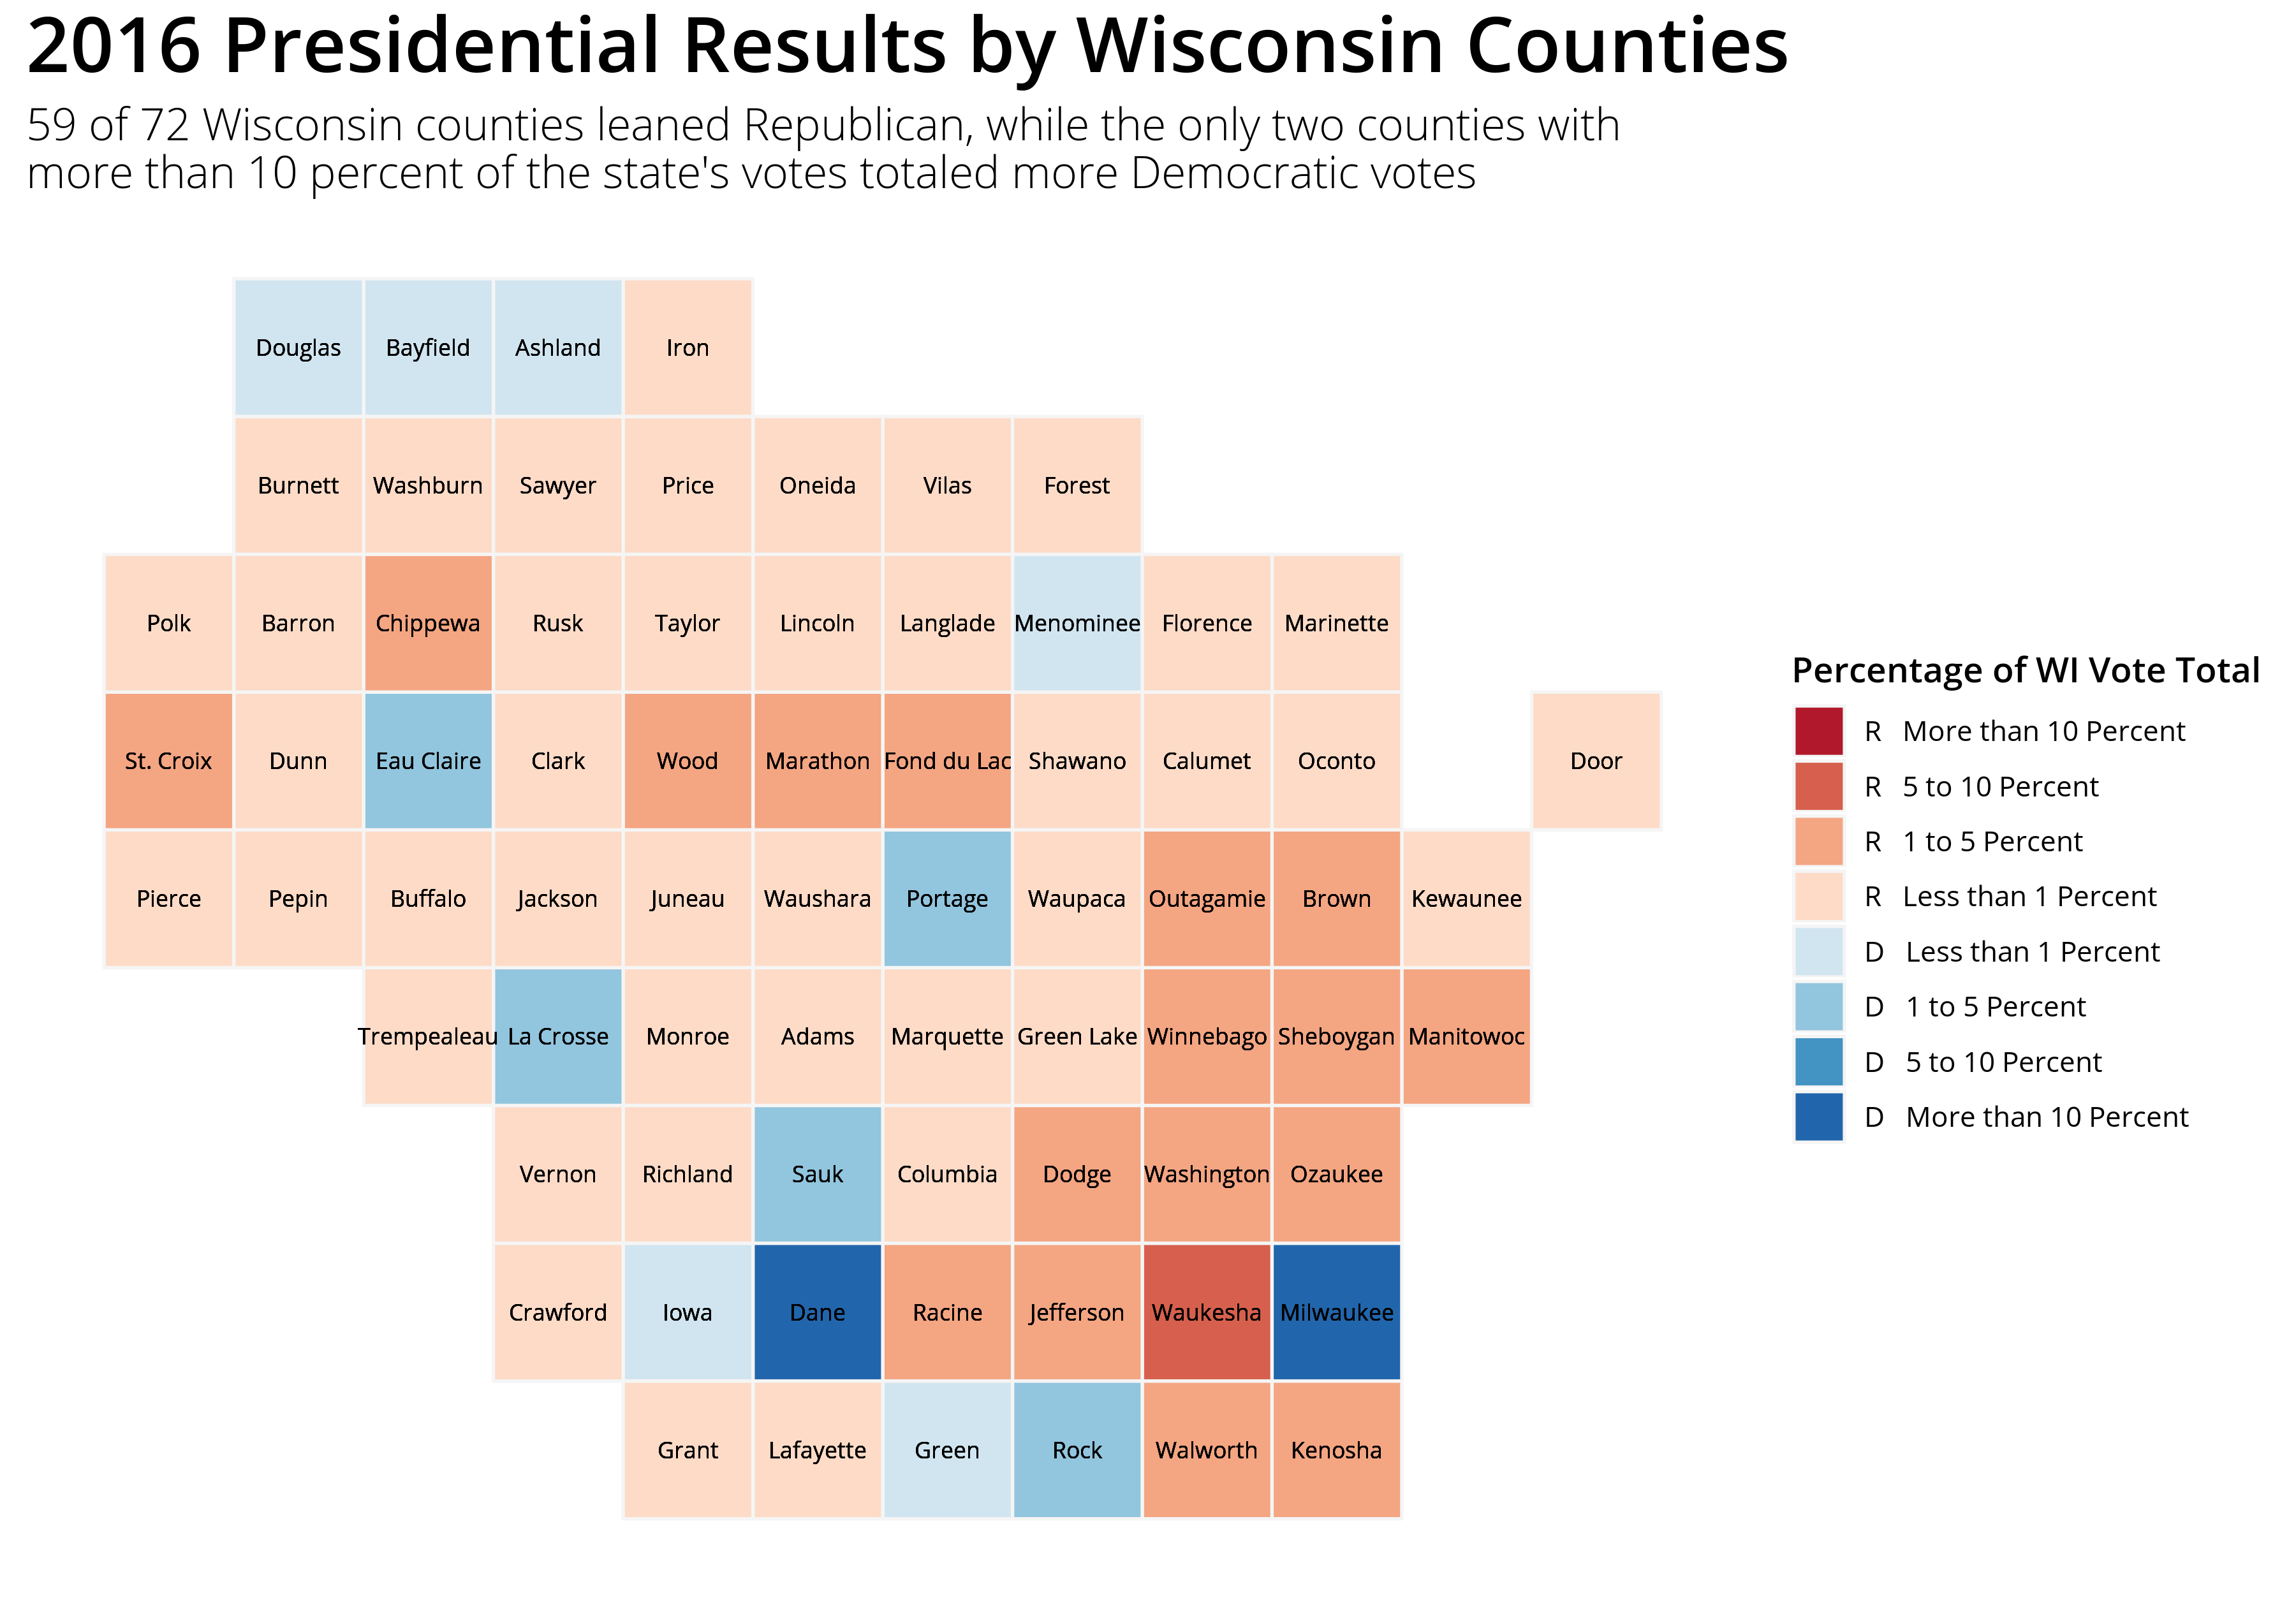 2016 Presidential Results by Wisconsin Counties
59 of 72 Wisconsin counties leaned Republican, while the only two counties with
more than 10 percent of the state's votes totaled more Democratic votes
Douglas Bayfield Ashland Iron
Burnett Washburn Sawyer Price Oneida Vilas Forest
Polk Barron Chippewa Rusk Taylor Lincoln Langlade Menominee Florence Marinette
St. Croix Dunn Eau Claire Clark Wood Marathon Fond du Lac Shawano Calumet Oconto Door
Pierce Pepin Buffalo Jackson Juneau Waushara Portage Waupaca Outagamie Brown Kewaunee
Trempealeau La Crosse Monroe Adams Marquette Green Lake Winnebago Sheboygan Manitowoc
Vernon Richland Sauk Columbia Dodge Washington Ozaukee
Crawford Iowa Dane Racine Jefferson Waukesha Milwaukee
Grant Lafayette Green Rock Walworth Kenosha
Percentage of WI Vote Total
R More than 10 Percent
R 5 to 10 Percent
R 1 to 5 Percent
R Less than 1 Percent
D Less than 1 Percent
D 1 to 5 Percent
D 5 to 10 Percent
D More than 10 Percent